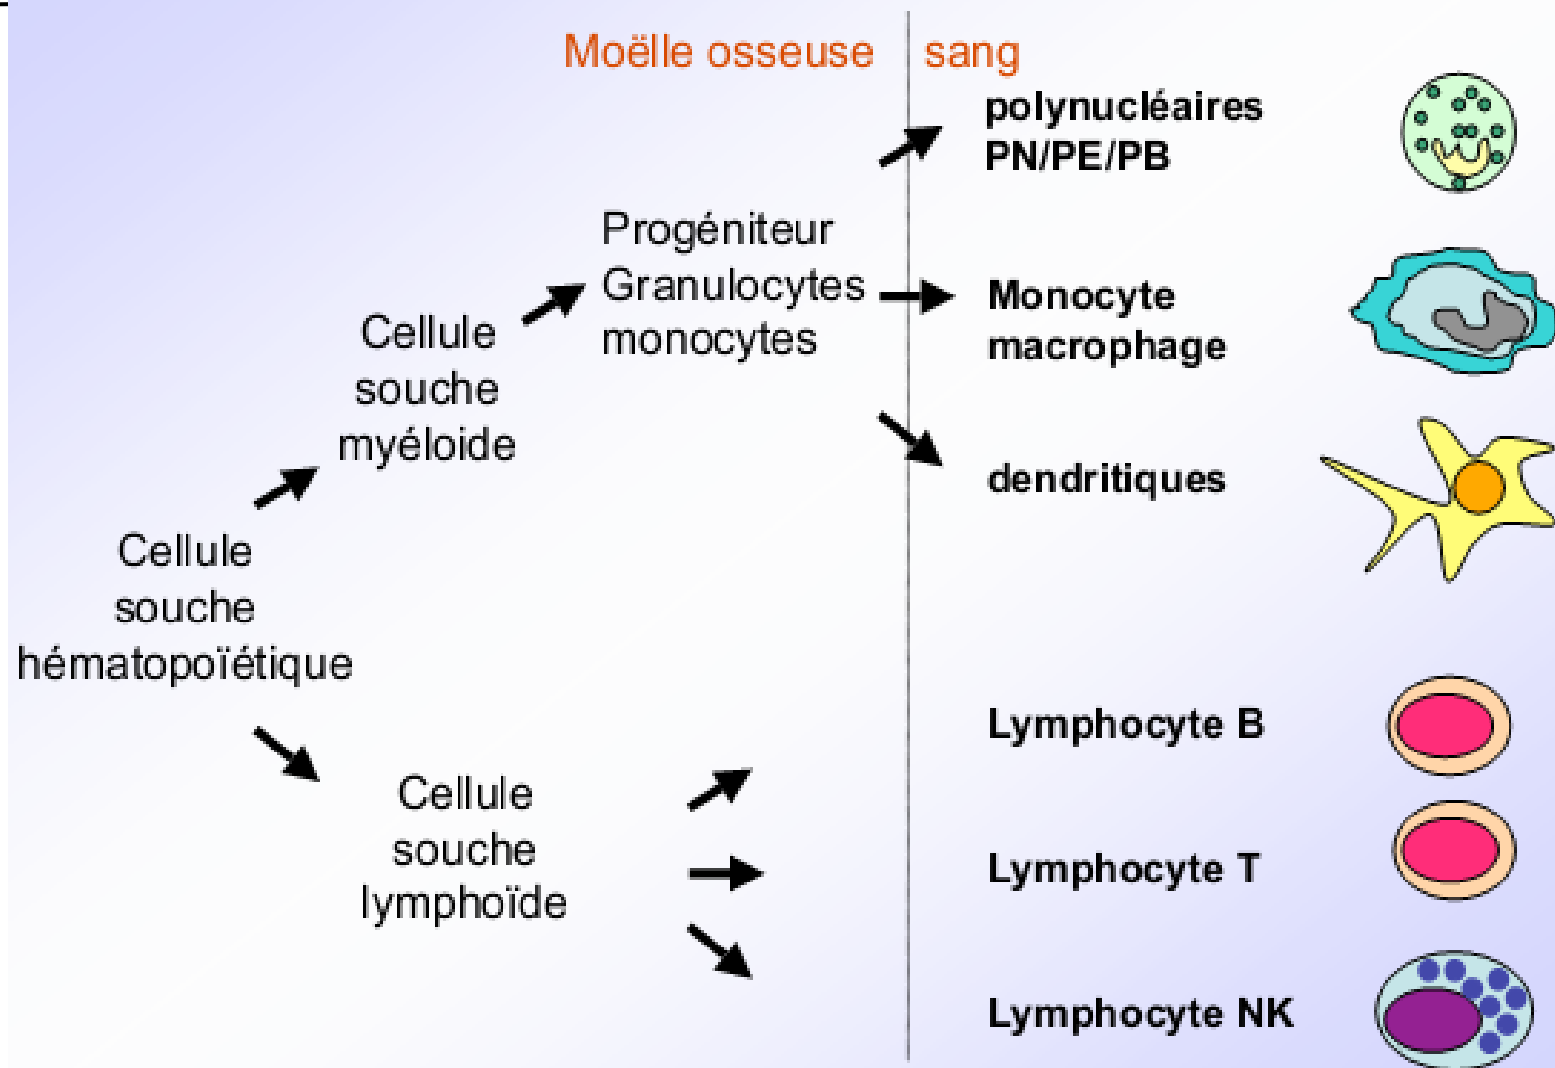 Moëlle osseuse
sang
polynucléaires
PN/PE/PB
Progéniteur
Granulocytes
monocytes
Monocyte
macrophage
Cellule
souche
myéloide
dendritiques
Cellule
souche
hématopoïétique
Lymphocyte B
Cellule
souche
lymphoïde
Lymphocyte T
Lymphocyte NK